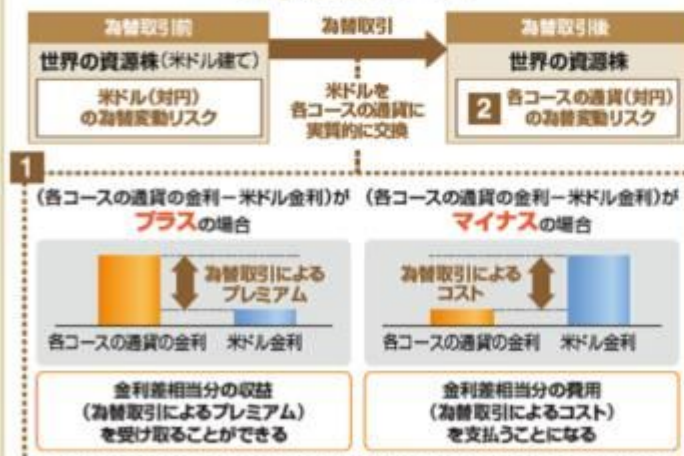 為替取引前
為替取引
為替取引後
世界の資源株(米ドル建て)
世界の資源株
米ドル(対円)
の為替変動リスク
米ドルを
各コースの通貨に
実質的に交換
2 各コースの通貨(対円)
の為替変動リスク
1
(各コースの通貨の金利－米ドル金利)が
プラスの場合
為替取引による
プレミアム
各コースの通貨の金利 米ドル金利
金利差相当分の収益
(為替取引によるプレミアム)
を受け取ることができる
(各コースの通貨の金利－米ドル金利)が
マイナスの場合
為替取引による
コスト
各コースの通貨の金利 米ドル金利
金利差相当分の費用
(為替取引によるコスト)
を支払うことになる